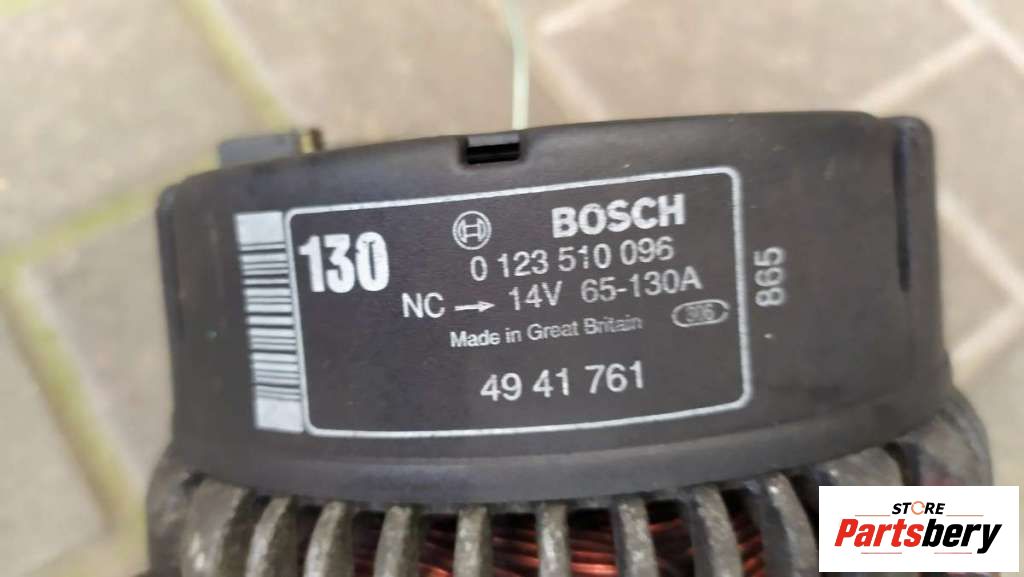 130
BOSCH
0 123 510 096
NC → 14V 65-130A
Made in Great Britain
306
49 41 761
865
STORE
Partsbery